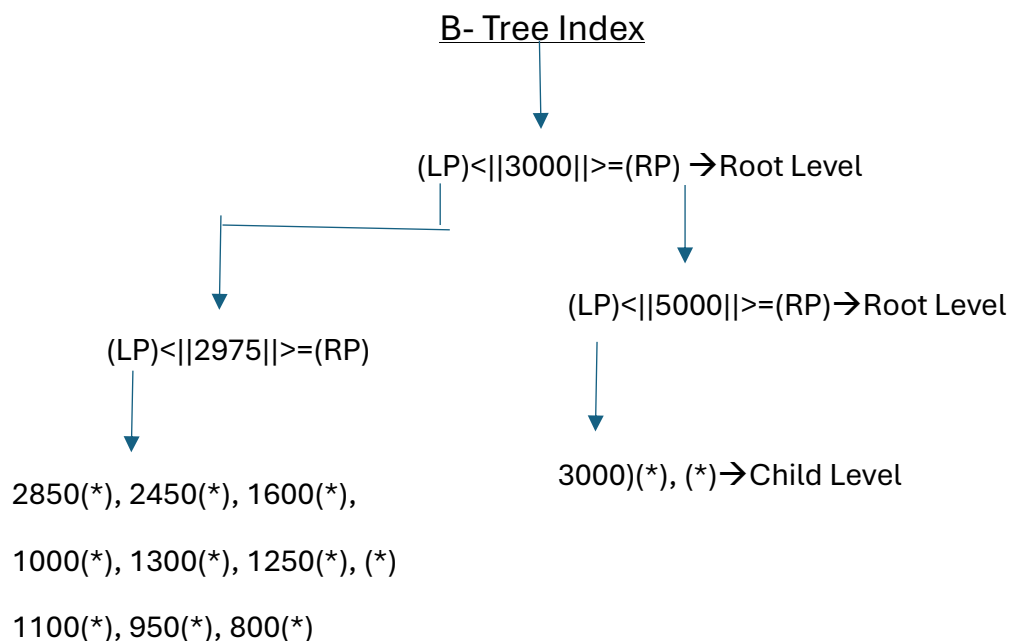 B- Tree Index
(LP)<||3000||>=(RP) →Root Level
(LP)<||5000||>=(RP)→Root Level
(LP)<||2975||>=(RP)
3000)(*), (*)→Child Level
2850(*), 2450(*), 1600(*),
1000(*), 1300(*), 1250(*), (*)
1100(*), 950(*), 800(*)